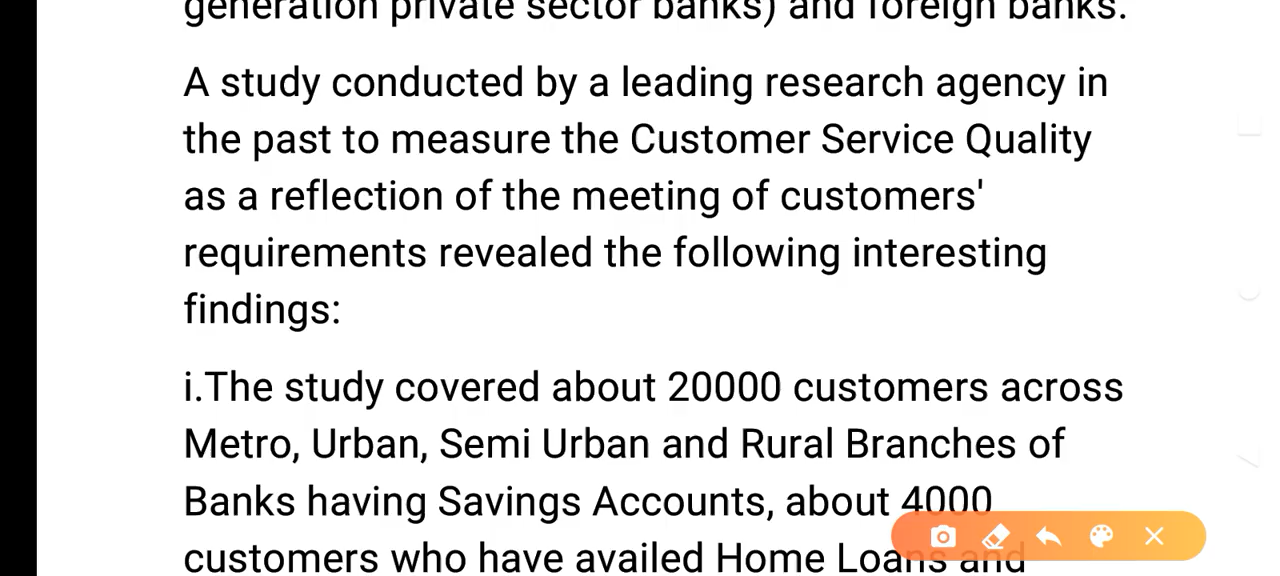 generation private sector banks) and foreign banks.
A study conducted by a leading research agency in
the past to measure the Customer Service Quality
as a reflection of the meeting of customers'
requirements revealed the following interesting
findings:
i.The study covered about 20000 customers across
Metro, Urban, Semi Urban and Rural Branches of
Banks having Savings Accounts, about 4000
customers who have availed Home Loans and